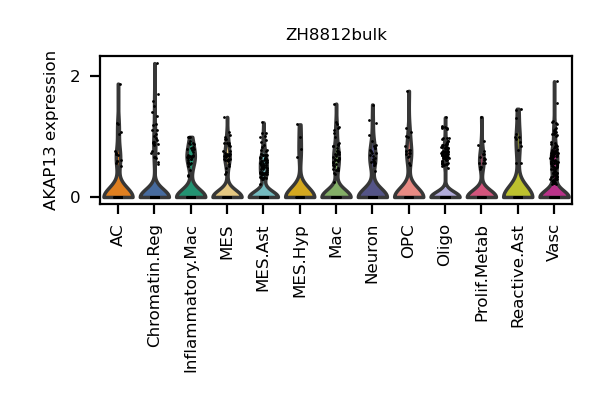 ZH8812bulk
AKAP13 expression
2
0
AC
Chromatin.Reg
Inflammatory.Mac
MES
MES.Ast
MES.Hyp
Mac
Neuron
OPC
Oligo
Prolif.Metab
Reactive.Ast
Vasc